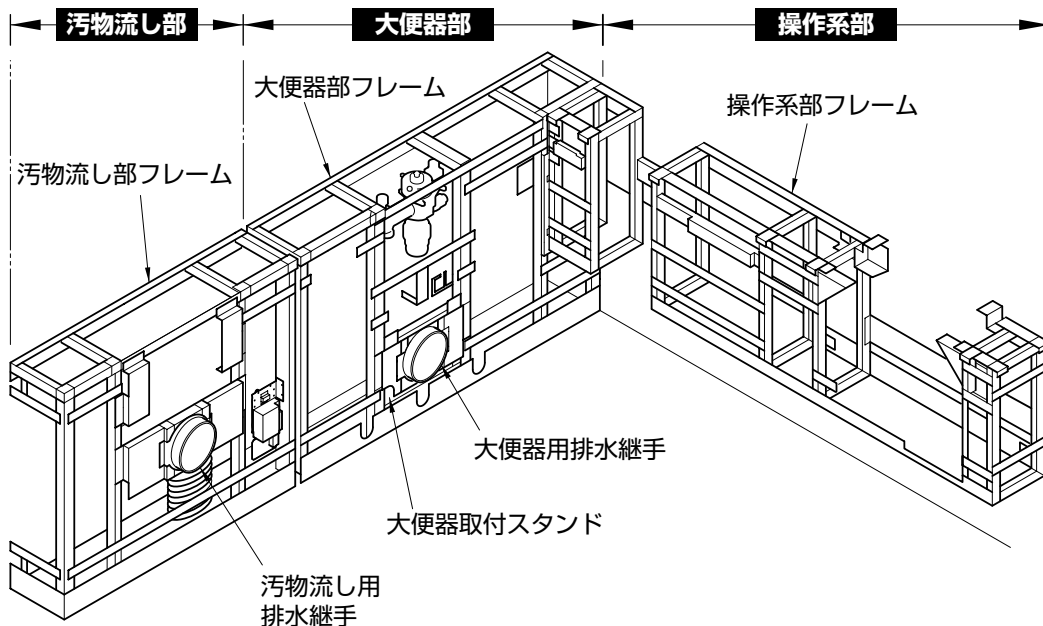 汚物流し部
大便器部
操作系部
大便器部フレーム
操作系部フレーム
汚物流し部フレーム
大便器用排水継手
大便器取付スタンド
汚物流し用
排水継手